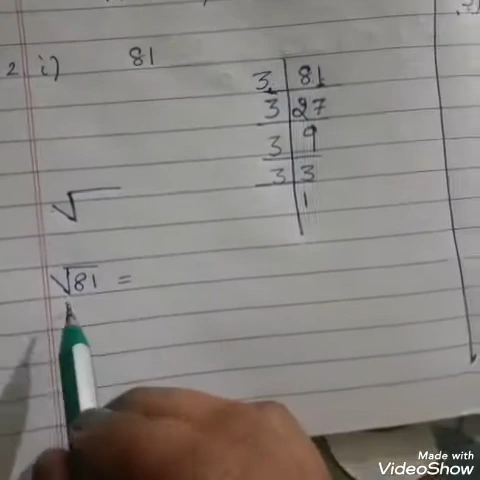 2 i) 81
3 81
3 27
3 9
3 3
1
√
√81 =
Made with
VideoShow